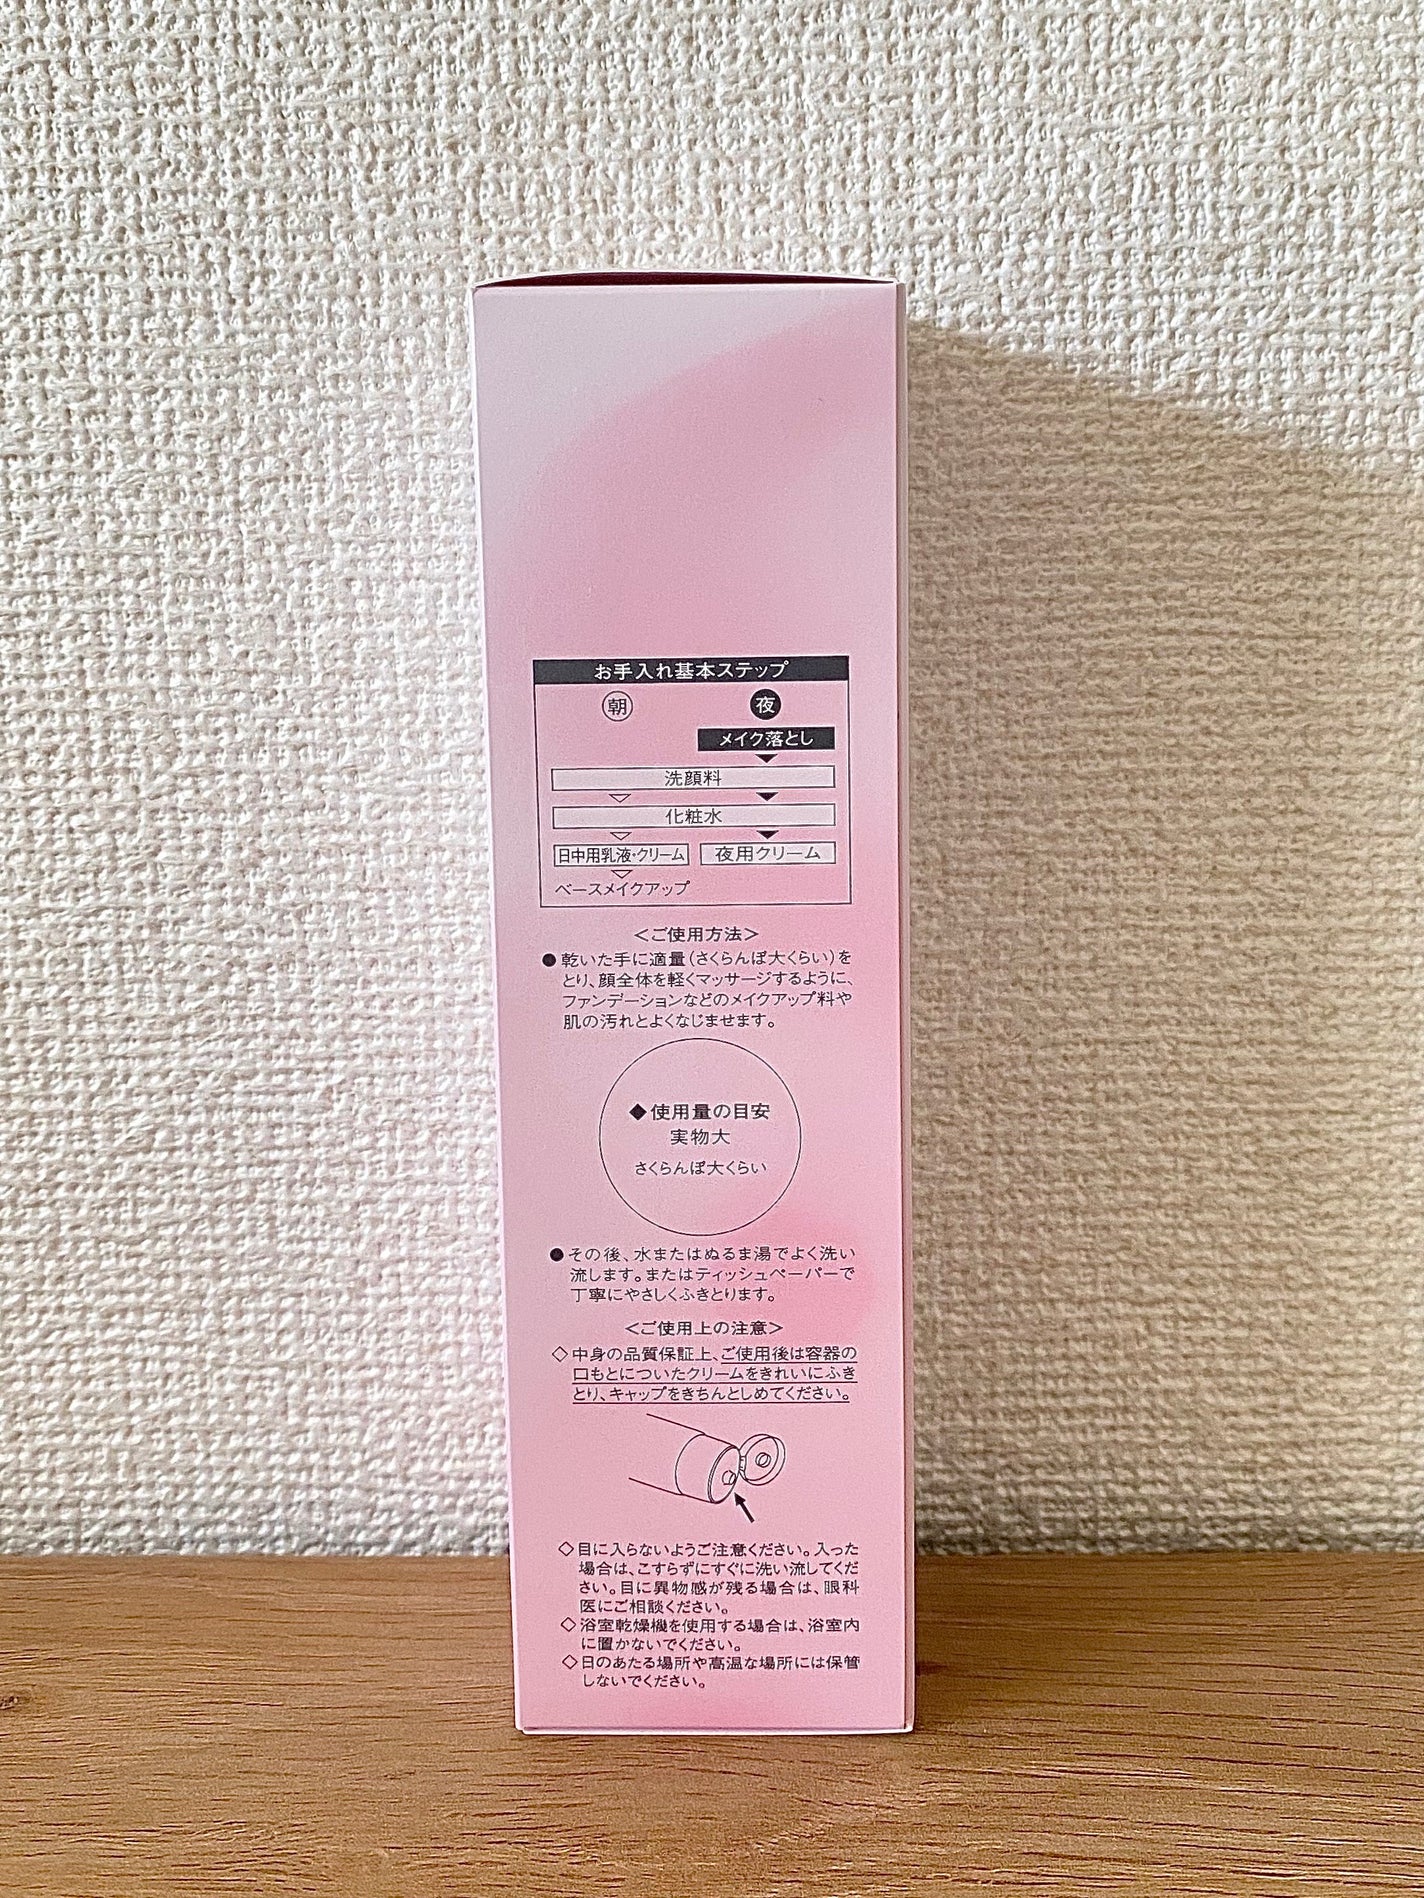 お手入れ基本ステップ
朝 夜
メイク落とし
洗顔料
化粧水
日中用乳液・クリーム 夜用クリーム
ベースメイクアップ
＜ご使用方法＞
●乾いた手に適量(さくらんぼ大くらい)を
とり、顔全体を軽くマッサージするように、
ファンデーションなどのメイクアップ料や
肌の汚れとよくなじませます。
◆使用量の目安
実物大
さくらんぼ大くらい
●その後、水またはぬるま湯でよく洗い
流します。またはティッシュペーパーで
丁寧にやさしくふきとります。
＜ご使用上の注意＞
◇中身の品質保証上、ご使用後は容器の
口もとについたクリームをきれいにふき
とり、キャップをきちんとしめてください。
◇目に入らないようご注意ください。入った
場合は、こすらずにすぐに洗い流してくだ
さい。目に異物感が残る場合は、眼科
医にご相談ください。
◇浴室乾燥機を使用する場合は、浴室内
に置かないでください。
◇日のあたる場所や高温な場所には保管
しないでください。